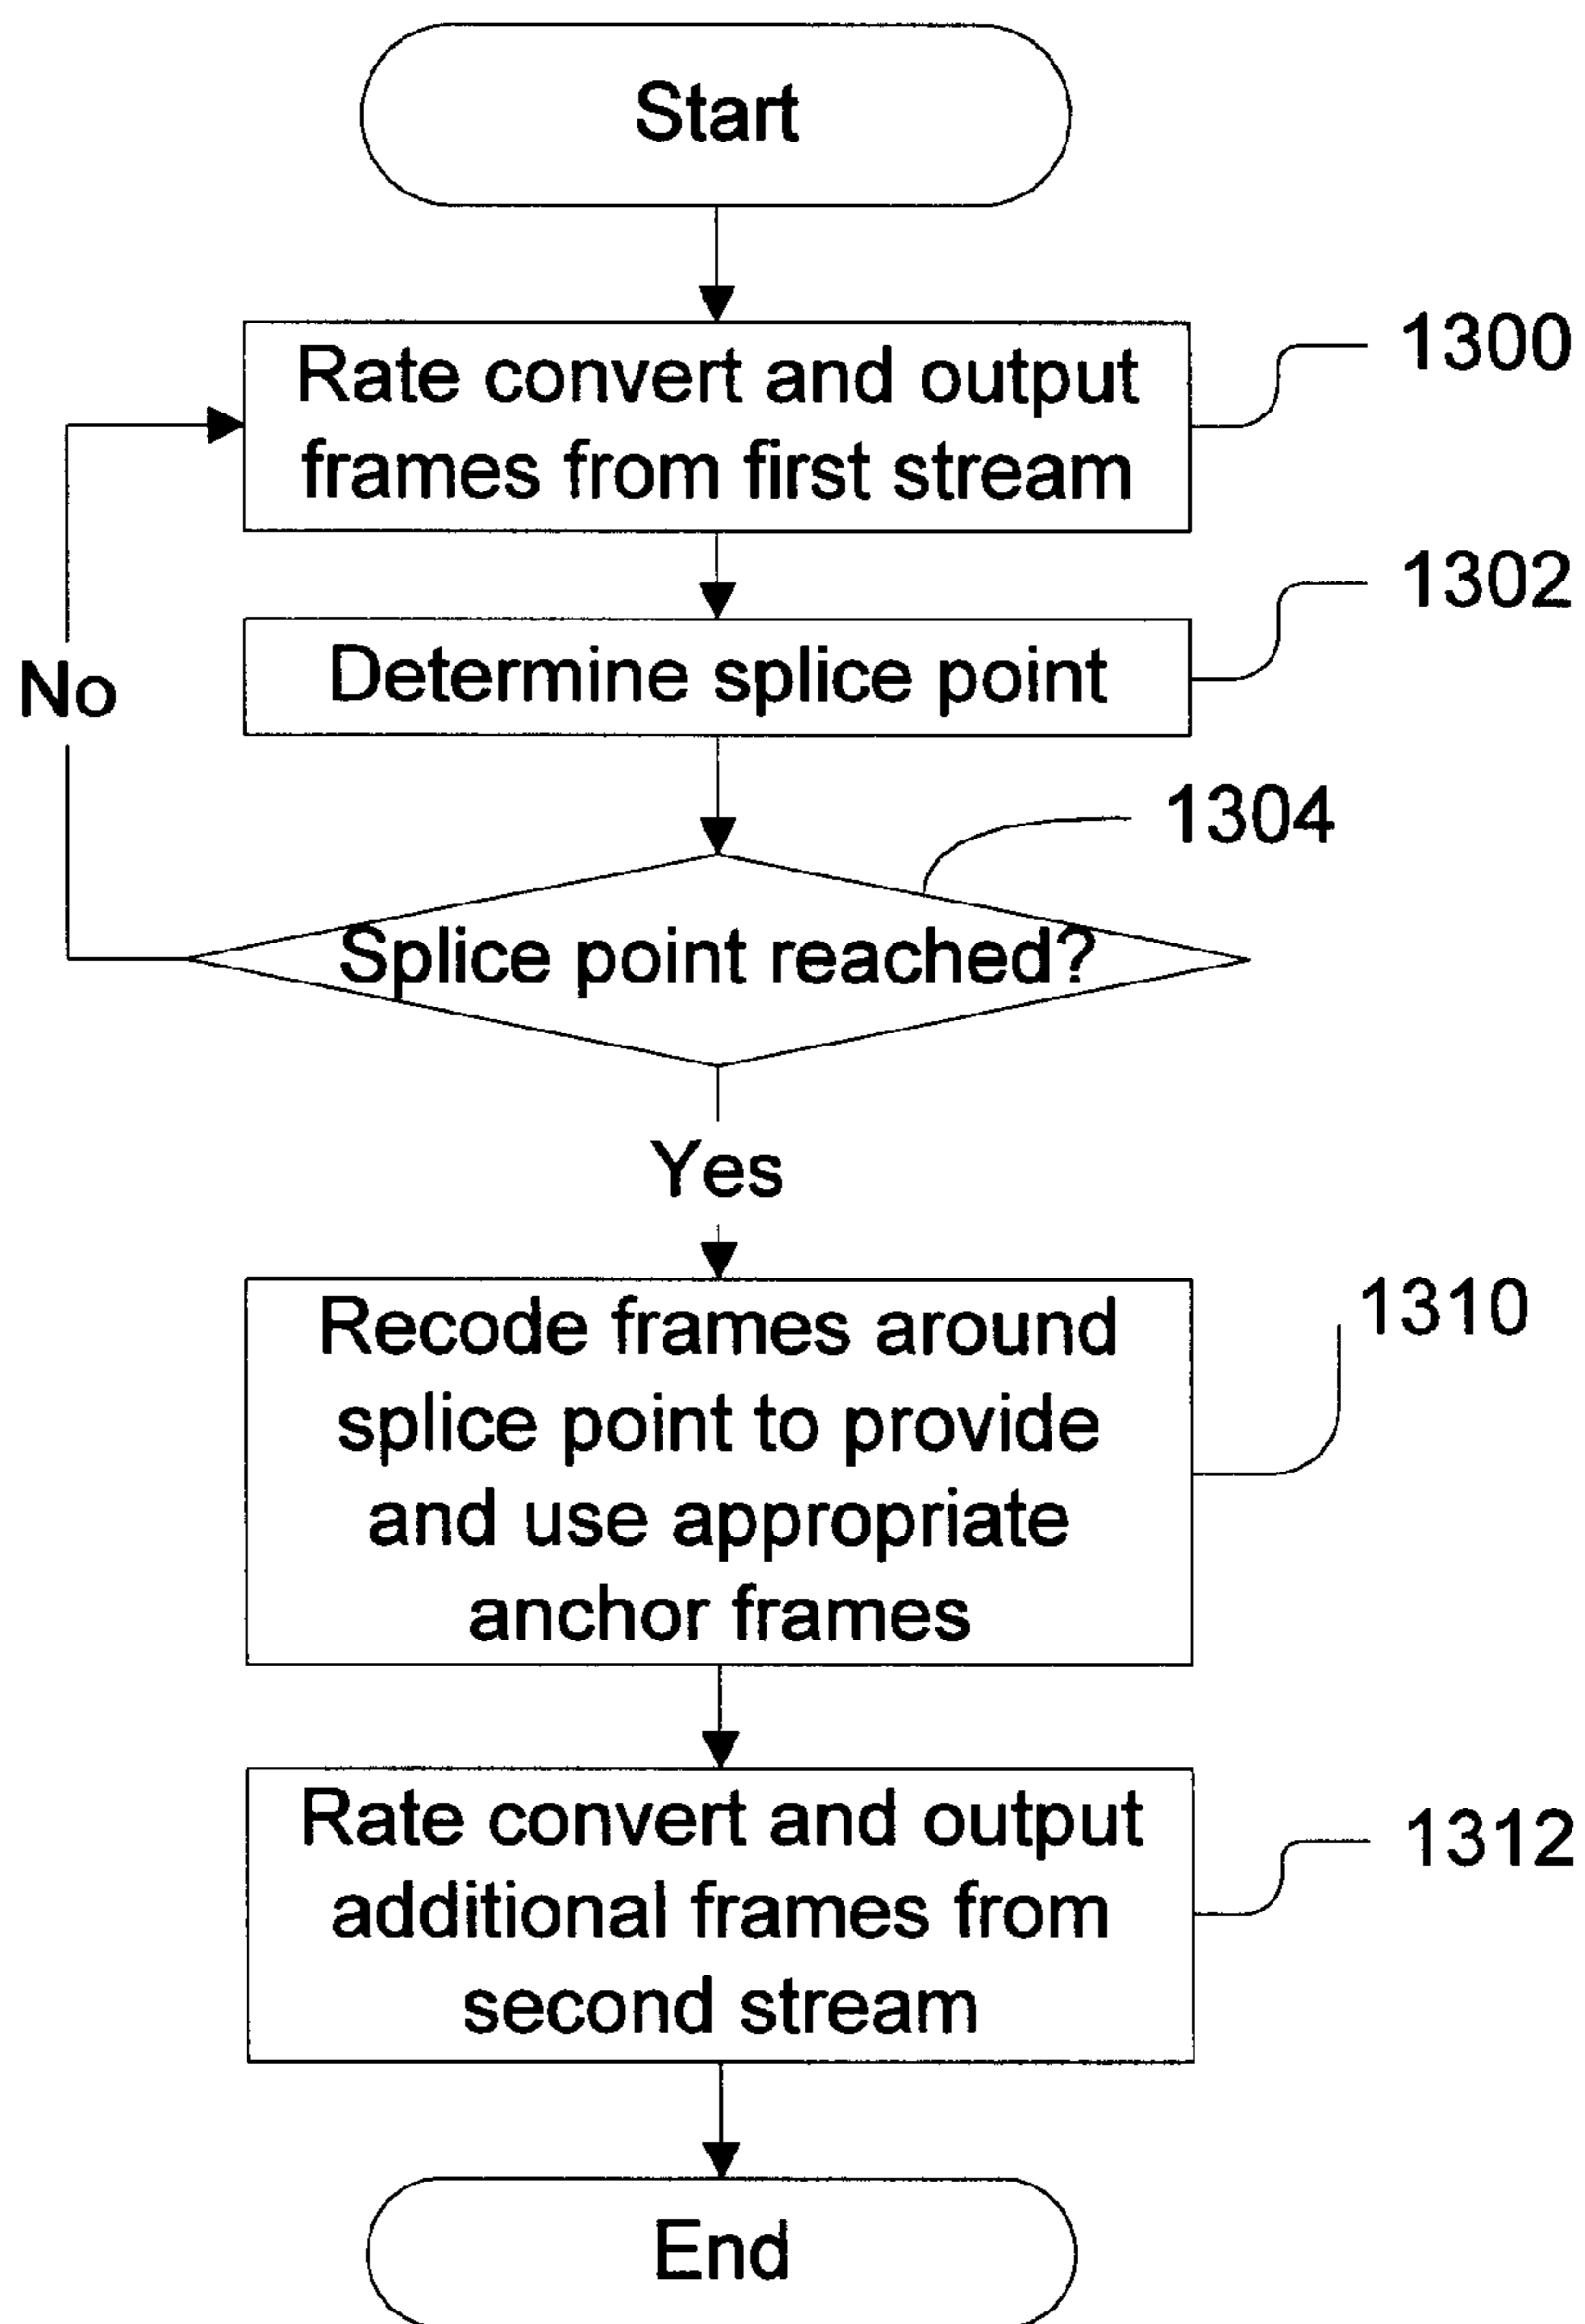 Start
Rate convert and output
frames from first stream
1300
Determine splice point
1302
No
1304
Splice point reached?
Yes
Recode frames around
splice point to provide
and use appropriate
anchor frames
1310
Rate convert and output
additional frames from
second stream
1312
End